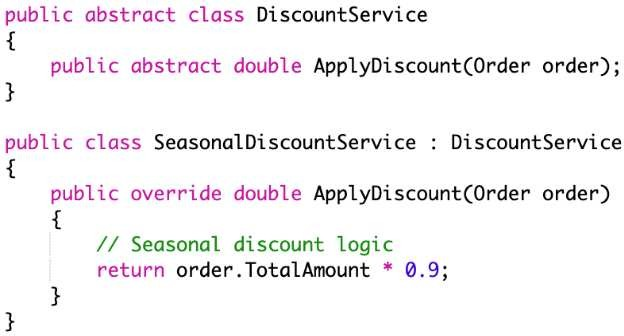 public abstract class DiscountService
{
    public abstract double ApplyDiscount(Order order);
}

public class SeasonalDiscountService : DiscountService
{
    public override double ApplyDiscount(Order order)
    {
        // Seasonal discount logic
        return order.TotalAmount * 0.9;
    }
}